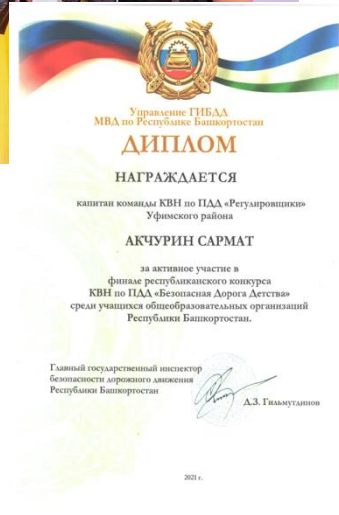 Управление ГИБДД
МВД по Республике Башкортостан
ДИПЛОМ
НАГРАЖДАЕТСЯ
капитан команды КВН по ПДД «Регулировщики»
Уфимского района
АКЧУРИН САРМАТ
за активное участие в
финале республиканского конкурса
КВН по ПДД «Безопасная Дорога Детства»
среди учащихся общеобразовательных организаций
Республики Башкортостан.
Главный государственный инспектор
безопасности дорожного движения
Республики Башкортостан
Д.З. Гильмутдинов
2021 г.